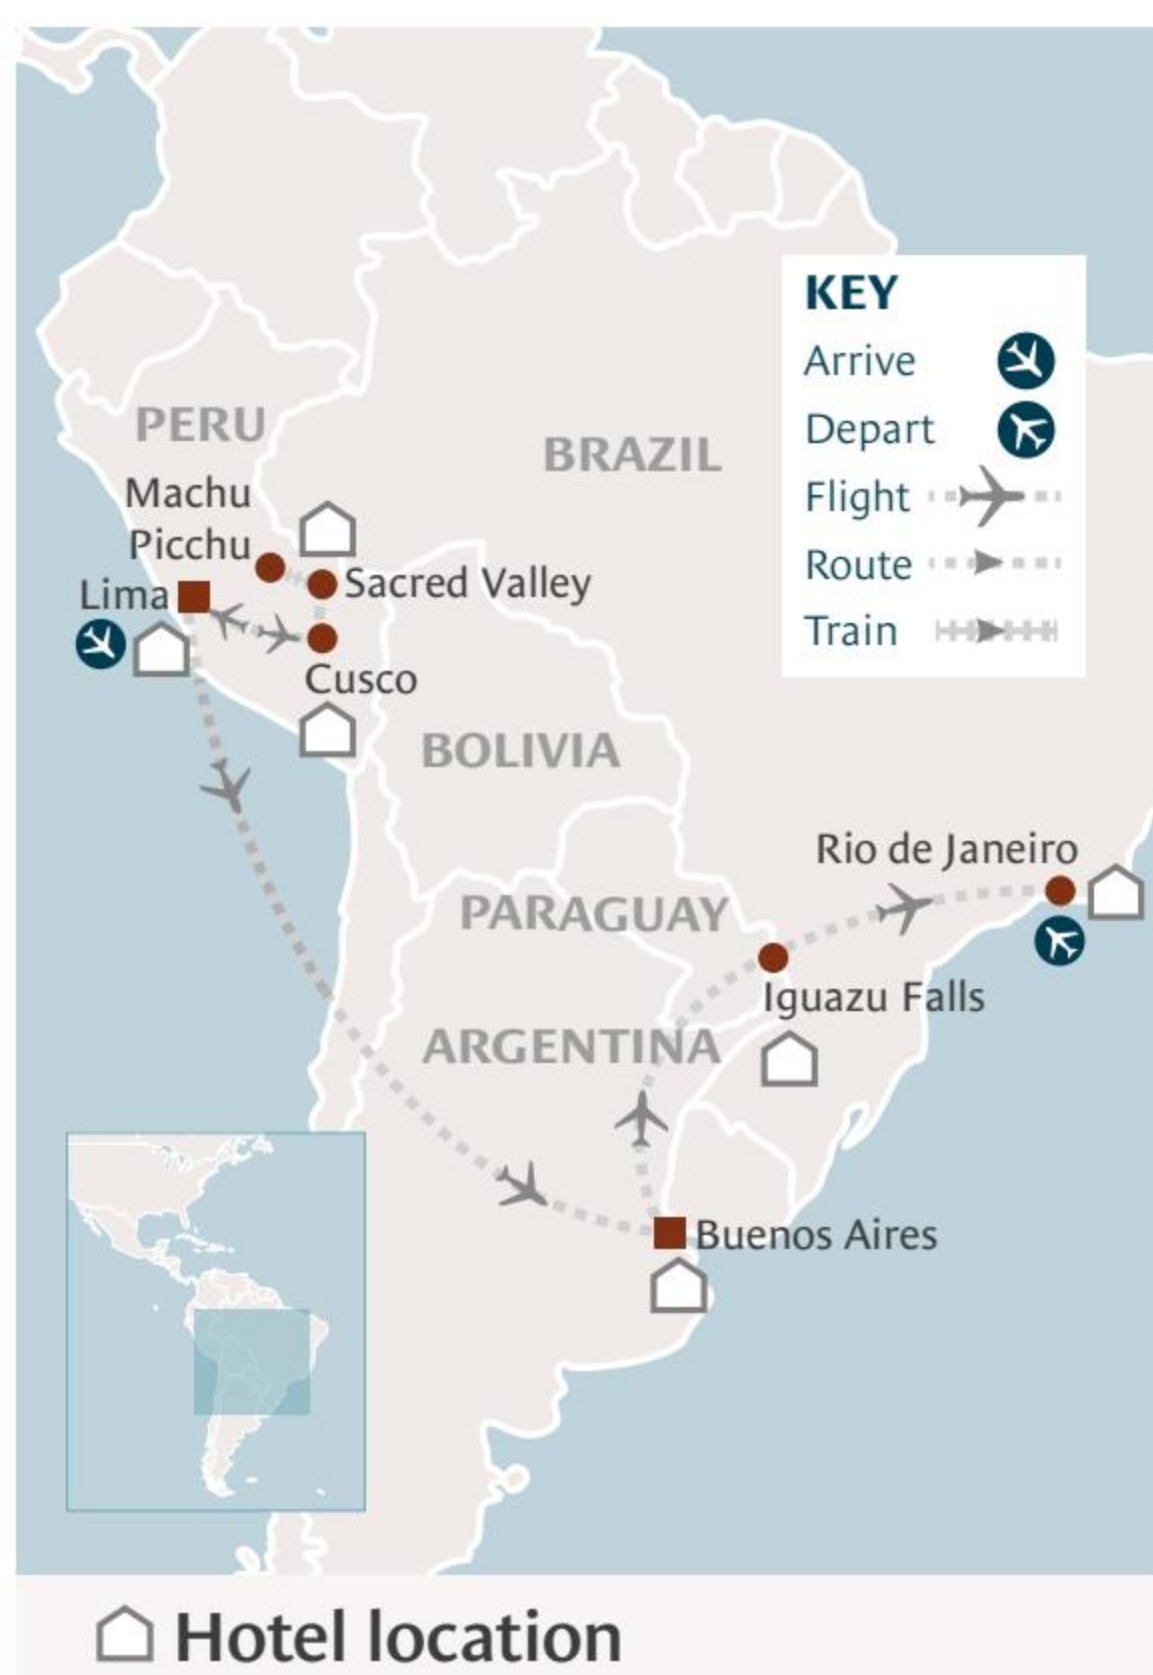 KEY
Arrive
Depart
Flight
Route
Train
PERU
BRAZIL
Machu
Picchu
Lima
Sacred Valley
Cusco
BOLIVIA
Rio de Janeiro
PARAGUAY
Iguazu Falls
ARGENTINA
Buenos Aires
Hotel location